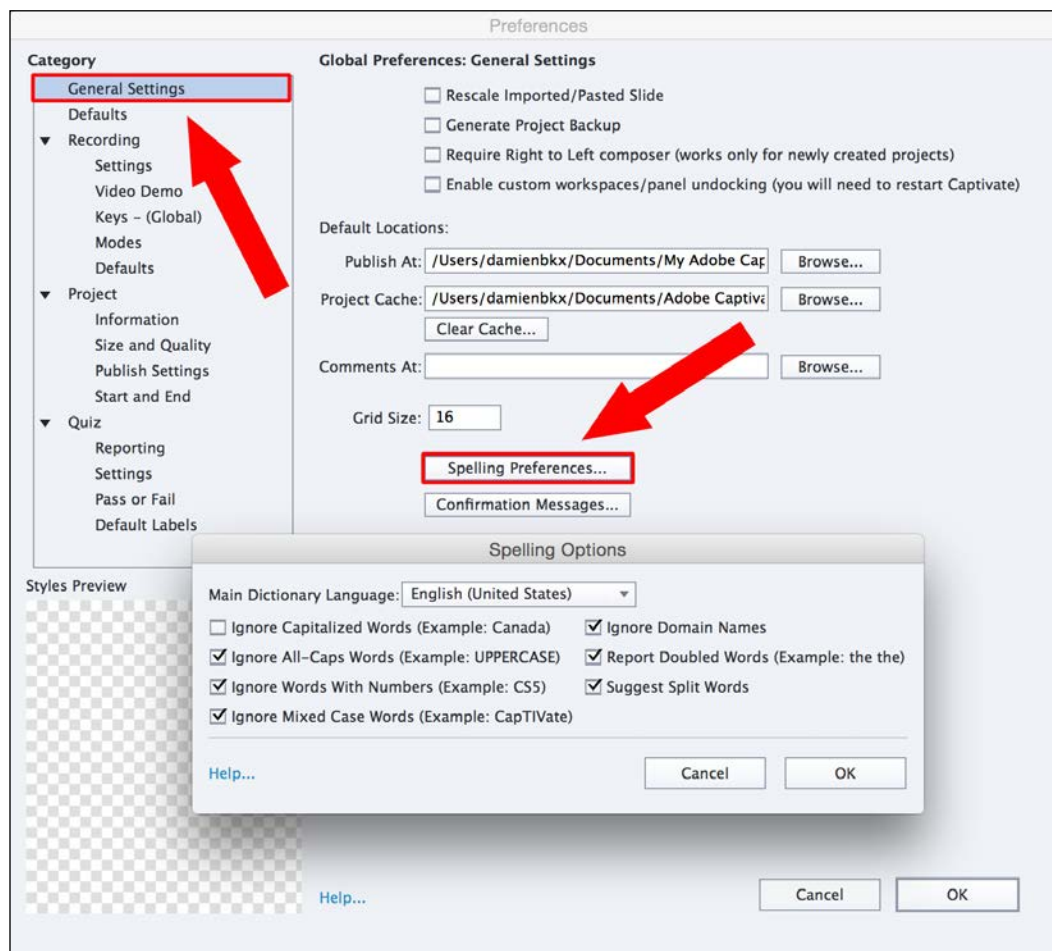 Preferences
Category
General Settings
Defaults
Recording
Settings
Video Demo
Keys - (Global)
Modes
Defaults
Project
Information
Size and Quality
Publish Settings
Start and End
Quiz
Reporting
Settings
Pass or Fail
Default Labels
Global Preferences: General Settings
Rescale Imported/Pasted Slide
Generate Project Backup
Require Right to Left composer (works only for newly created projects)
Enable custom workspaces/panel undocking (you will need to restart Captivate)
Default Locations:
Publish At: /Users/damienbkx/Documents/My Adobe Cap Browse...
Project Cache: /Users/damienbkx/Documents/Adobe Captiva Browse...
Clear Cache...
Comments At: Browse...
Grid Size: 16
Spelling Preferences...
Confirmation Messages...
Spelling Options
Main Dictionary Language: English (United States)
Ignore Capitalized Words (Example: Canada)
Ignore Domain Names
Ignore All-Caps Words (Example: UPPERCASE)
Report Doubled Words (Example: the the)
Ignore Words With Numbers (Example: CS5)
Suggest Split Words
Ignore Mixed Case Words (Example: CapTIVate)
Help... Cancel OK
Styles Preview
Help... Cancel OK